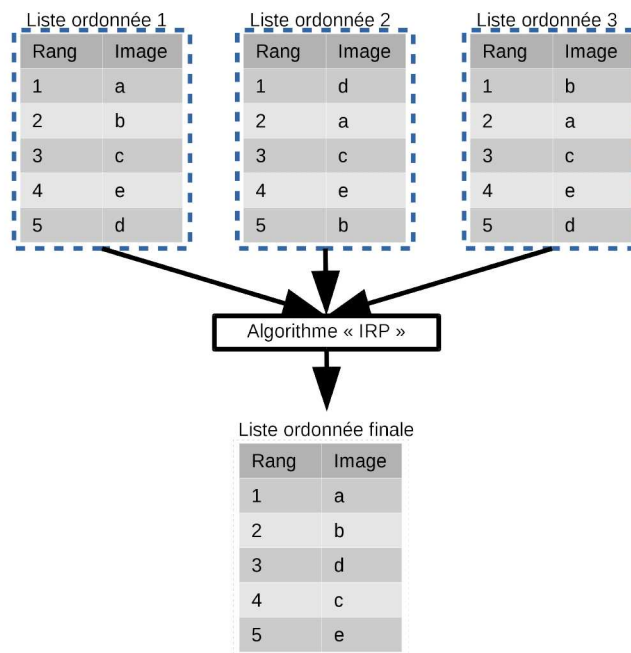 Liste ordonnée 1
Rang Image
1 a
2 b
3 c
4 e
5 d
Liste ordonnée 2
Rang Image
1 d
2 a
3 c
4 e
5 b
Liste ordonnée 3
Rang Image
1 b
2 a
3 c
4 e
5 d
Algorithme « IRP »
Liste ordonnée finale
Rang Image
1 a
2 b
3 d
4 c
5 e